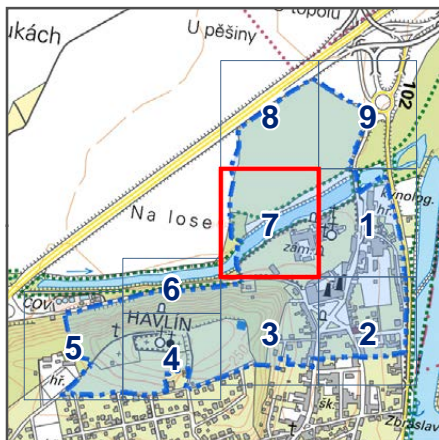 U topolů
ukách
U pěšiny
8
9
102
Na lose
7
1
kynolog.
hř.
zám.
6
COVÍ
HAVLÍN
5
3
2
4
hř.
šk.
Zbraslav